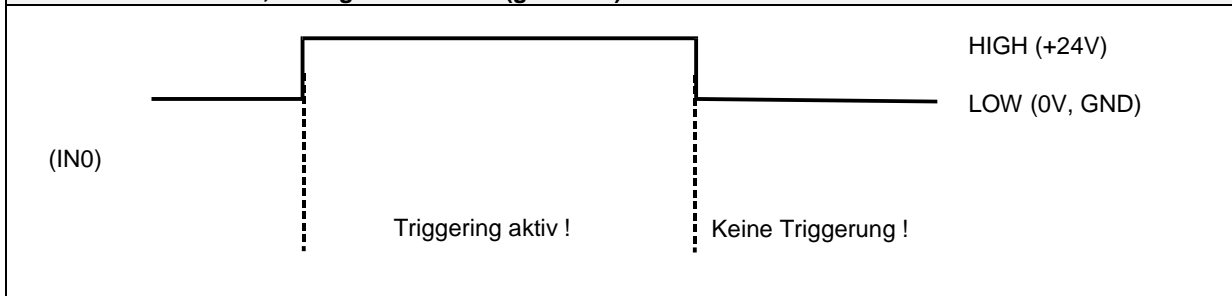 HIGH (+24V)
LOW (0V, GND)
(IN0)
Triggering aktiv !
Keine Triggerung !